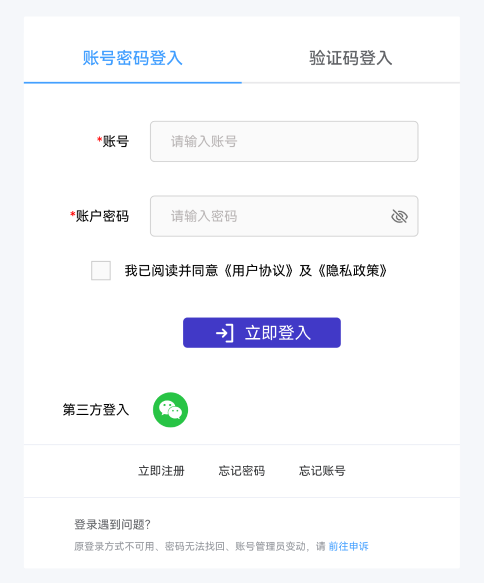 账号密码登入 验证码登入
*账号 请输入账号
*账户密码 请输入密码
我已阅读并同意《用户协议》及《隐私政策》
立即登入
第三方登入
立即注册 忘记密码 忘记账号
登录遇到问题?
原登录方式不可用、密码无法找回、账号管理员变动，请 前往申诉